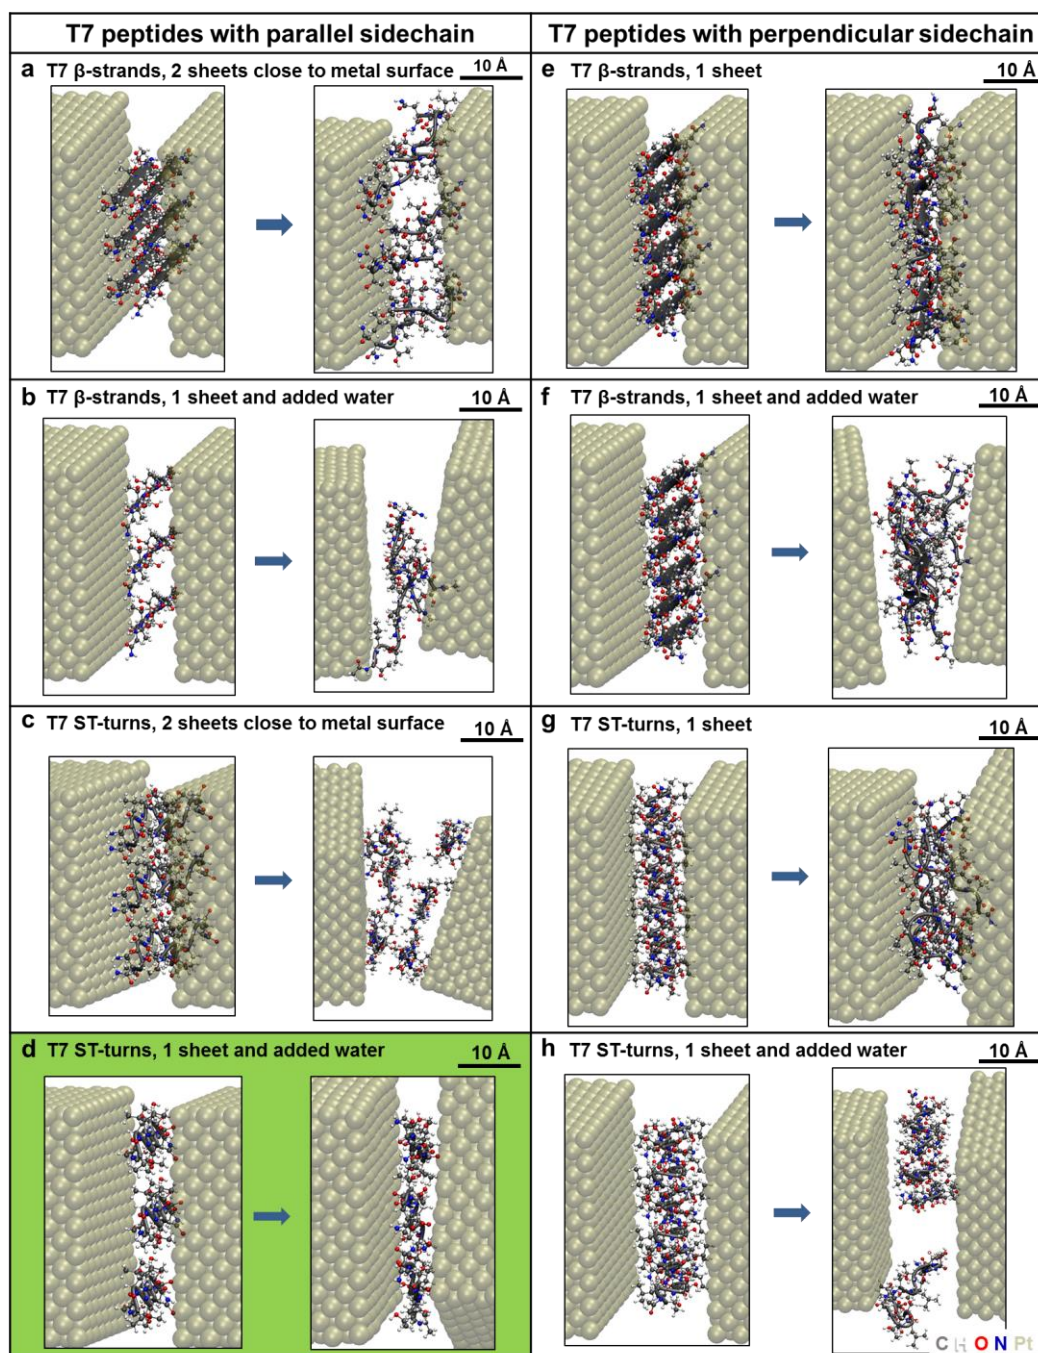 T7 peptides with parallel sidechain
T7 peptides with perpendicular sidechain
a T7 β-strands, 2 sheets close to metal surface
10 Å
e T7 β-strands, 1 sheet
10 Å
b T7 β-strands, 1 sheet and added water
10 Å
f T7 β-strands, 1 sheet and added water
10 Å
c T7 ST-turns, 2 sheets close to metal surface
10 Å
g T7 ST-turns, 1 sheet
10 Å
d T7 ST-turns, 1 sheet and added water
10 Å
h T7 ST-turns, 1 sheet and added water
10 Å
C H O N Pt